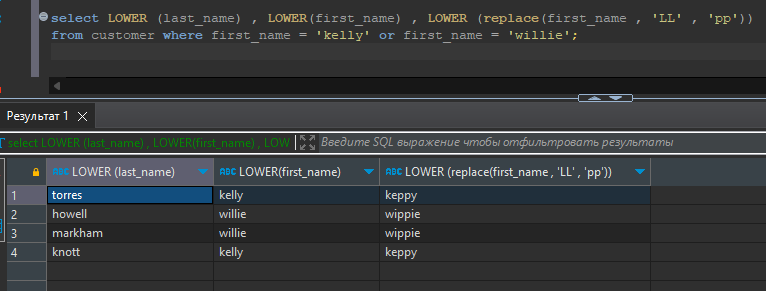 select LOWER (last_name) , LOWER(first_name) , LOWER (replace(first_name , 'LL' , 'pp'))
from customer where first_name = 'kelly' or first_name = 'willie';
Результат 1
select LOWER (last_name) , LOWER(first_name) , LOW Введите SQL выражение чтобы отфильтровать результаты
ABC LOWER (last_name) ABC LOWER(first_name) ABC LOWER (replace(first_name , 'LL' , 'pp'))
1 torres kelly keppy
2 howell willie wippie
3 markham willie wippie
4 knott kelly keppy